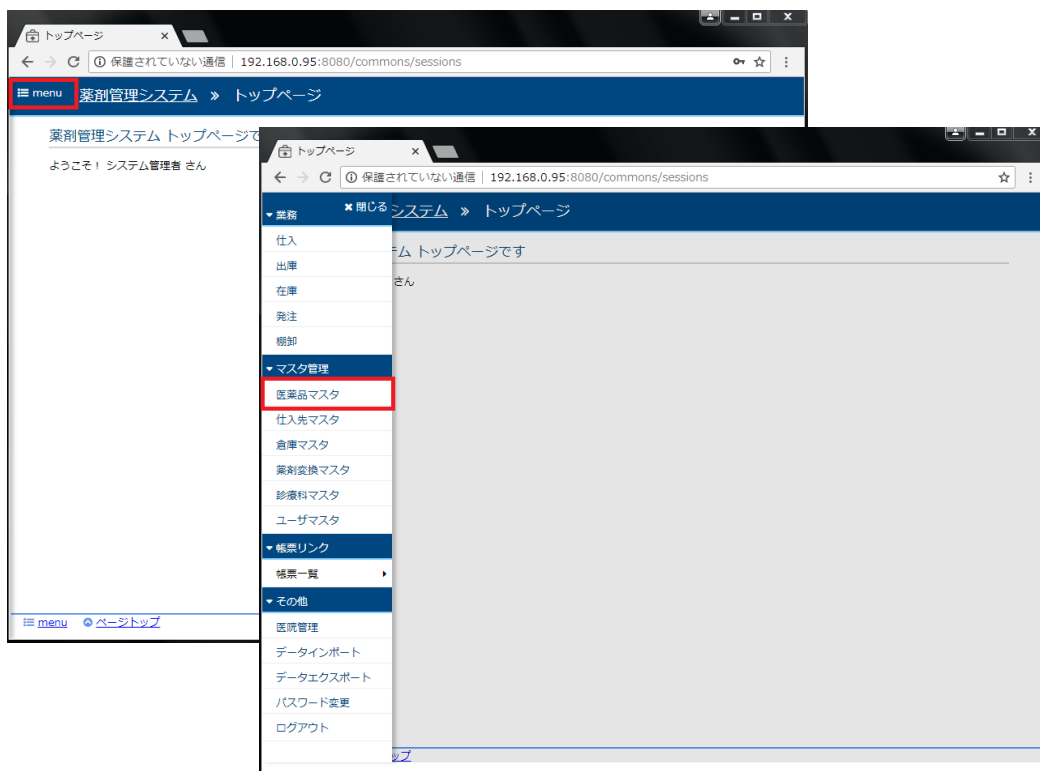 トップページ
保護されていない通信 | 192.168.0.95:8080/commons/sessions
menu 薬剤管理システム » トップページ
薬剤管理システム トップページで
ようこそ！ システム管理者 さん
menu ページトップ
トップページ
保護されていない通信 | 192.168.0.95:8080/commons/sessions
業務 ✖閉じる システム » トップページ
ム トップページです
さん
仕入
出庫
在庫
発注
棚卸
マスタ管理
医薬品マスタ
仕入先マスタ
倉庫マスタ
薬剤変換マスタ
診療科マスタ
ユーザマスタ
帳票リンク
帳票一覧
その他
医院管理
データインポート
データエクスポート
パスワード変更
ログアウト
ップ